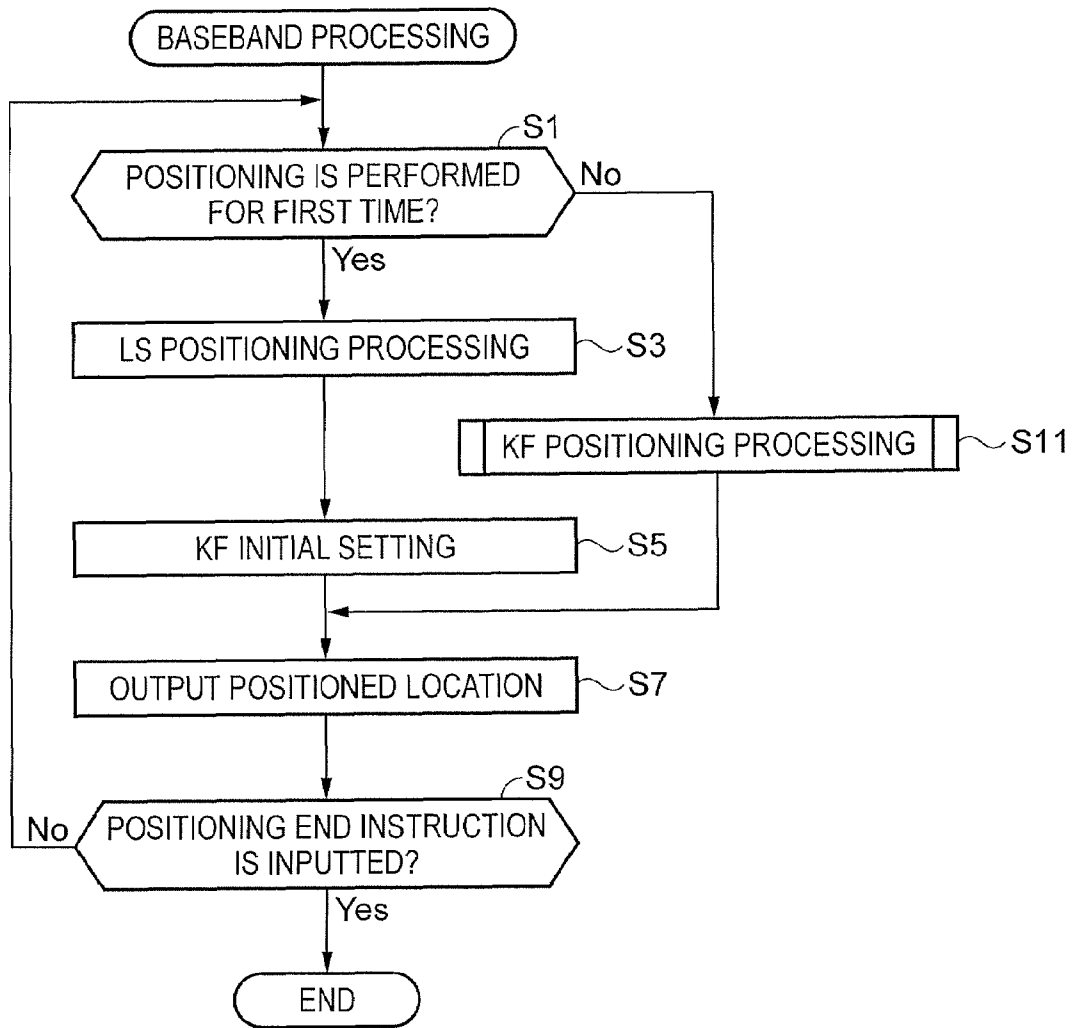 BASEBAND PROCESSING
S1
POSITIONING IS PERFORMED
FOR FIRST TIME?
No
Yes
LS POSITIONING PROCESSING
S3
KF POSITIONING PROCESSING
S11
KF INITIAL SETTING
S5
OUTPUT POSITIONED LOCATION
S7
S9
POSITIONING END INSTRUCTION
IS INPUTTED?
No
Yes
END